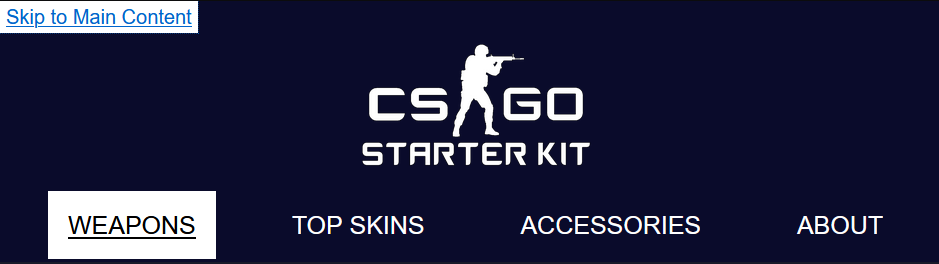 Skip to Main Content
CS GO
STARTER KIT
WEAPONS TOP SKINS ACCESSORIES ABOUT